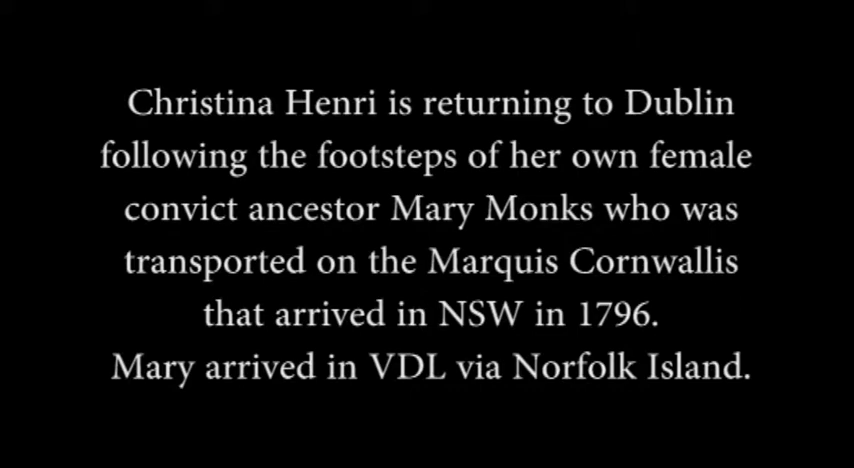 Christina Henri is returning to Dublin
following the footsteps of her own female
convict ancestor Mary Monks who was
transported on the Marquis Cornwallis
that arrived in NSW in 1796.
Mary arrived in VDL via Norfolk Island.